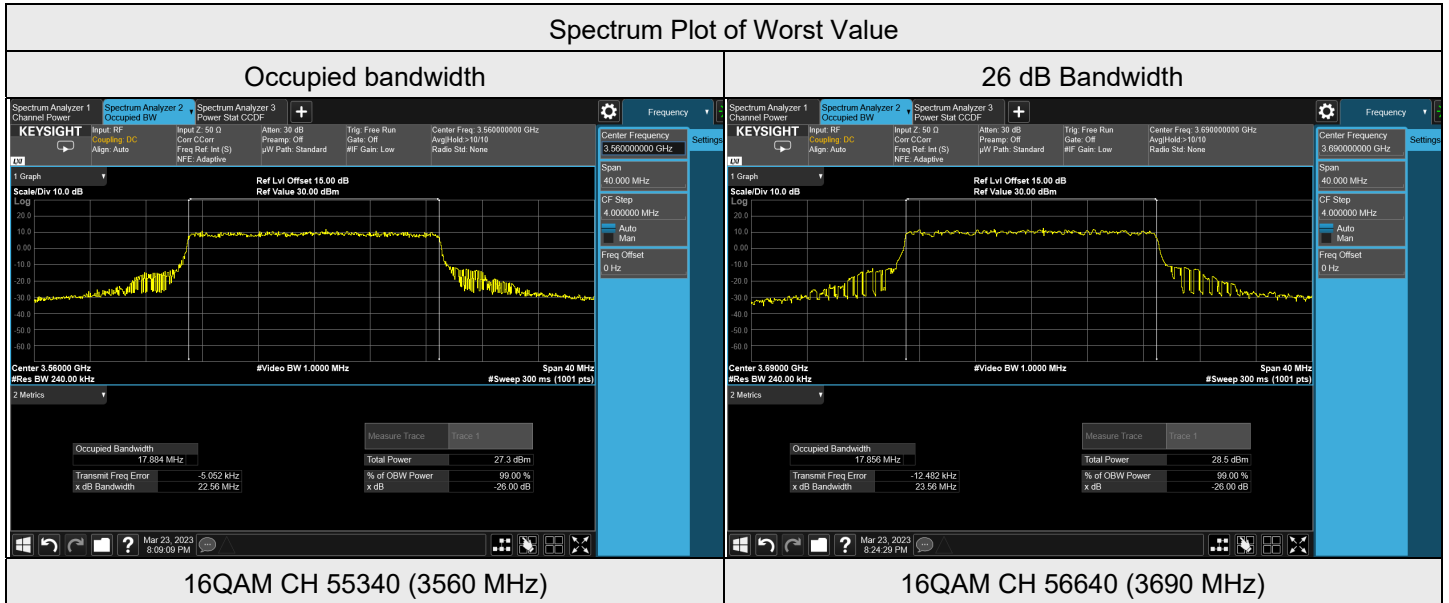 Spectrum Plot of Worst Value
Occupied bandwidth
26 dB Bandwidth
Spectrum Analyzer 1
Channel Power
Spectrum Analyzer 2
Occupied BW
Spectrum Analyzer 3
Power Stat CCDF
+
Frequency
KEYSIGHT
LXI
Input: RF
Coupling: DC
Align: Auto
Input Z: 50 Ω
Corr CCorr
Freq Ref: Int (S)
NFE: Adaptive
Atten: 30 dB
Preamp: Off
µW Path: Standard
Trig: Free Run
Gate: Off
#IF Gain: Low
Center Freq: 3.560000000 GHz
Avg|Hold:>10/10
Radio Std: None
Center Frequency
3.560000000 GHz
Settings
Span
40.000 MHz
CF Step
4.000000 MHz
Auto
Man
Freq Offset
0 Hz
1 Graph
Scale/Div 10.0 dB
Ref Lvl Offset 15.00 dB
Ref Value 30.00 dBm
Log
20.0
10.0
0.00
-10.0
-20.0
-30.0
-40.0
-50.0
-60.0
Center 3.56000 GHz
#Res BW 240.00 kHz
#Video BW 1.0000 MHz
Span 40 MHz
#Sweep 300 ms (1001 pts)
2 Metrics
Measure Trace Trace 1
Occupied Bandwidth
17.884 MHz
Total Power 27.3 dBm
Transmit Freq Error -5.052 kHz
% of OBW Power 99.00 %
x dB Bandwidth 22.56 MHz
x dB -26.00 dB
?
Mar 23, 2023
8:09:09 PM
Spectrum Analyzer 1
Channel Power
Spectrum Analyzer 2
Occupied BW
Spectrum Analyzer 3
Power Stat CCDF
+
Frequency
KEYSIGHT
LXI
Input: RF
Coupling: DC
Align: Auto
Input Z: 50 Ω
Corr CCorr
Freq Ref: Int (S)
NFE: Adaptive
Atten: 30 dB
Preamp: Off
µW Path: Standard
Trig: Free Run
Gate: Off
#IF Gain: Low
Center Freq: 3.690000000 GHz
Avg|Hold:>10/10
Radio Std: None
Center Frequency
3.690000000 GHz
Settings
Span
40.000 MHz
CF Step
4.000000 MHz
Auto
Man
Freq Offset
0 Hz
1 Graph
Scale/Div 10.0 dB
Ref Lvl Offset 15.00 dB
Ref Value 30.00 dBm
Log
20.0
10.0
0.00
-10.0
-20.0
-30.0
-40.0
-50.0
-60.0
Center 3.69000 GHz
#Res BW 240.00 kHz
#Video BW 1.0000 MHz
Span 40 MHz
#Sweep 300 ms (1001 pts)
2 Metrics
Measure Trace Trace 1
Occupied Bandwidth
17.856 MHz
Total Power 28.5 dBm
Transmit Freq Error -12.482 kHz
% of OBW Power 99.00 %
x dB Bandwidth 23.56 MHz
x dB -26.00 dB
?
Mar 23, 2023
8:24:29 PM
16QAM CH 55340 (3560 MHz)
16QAM CH 56640 (3690 MHz)